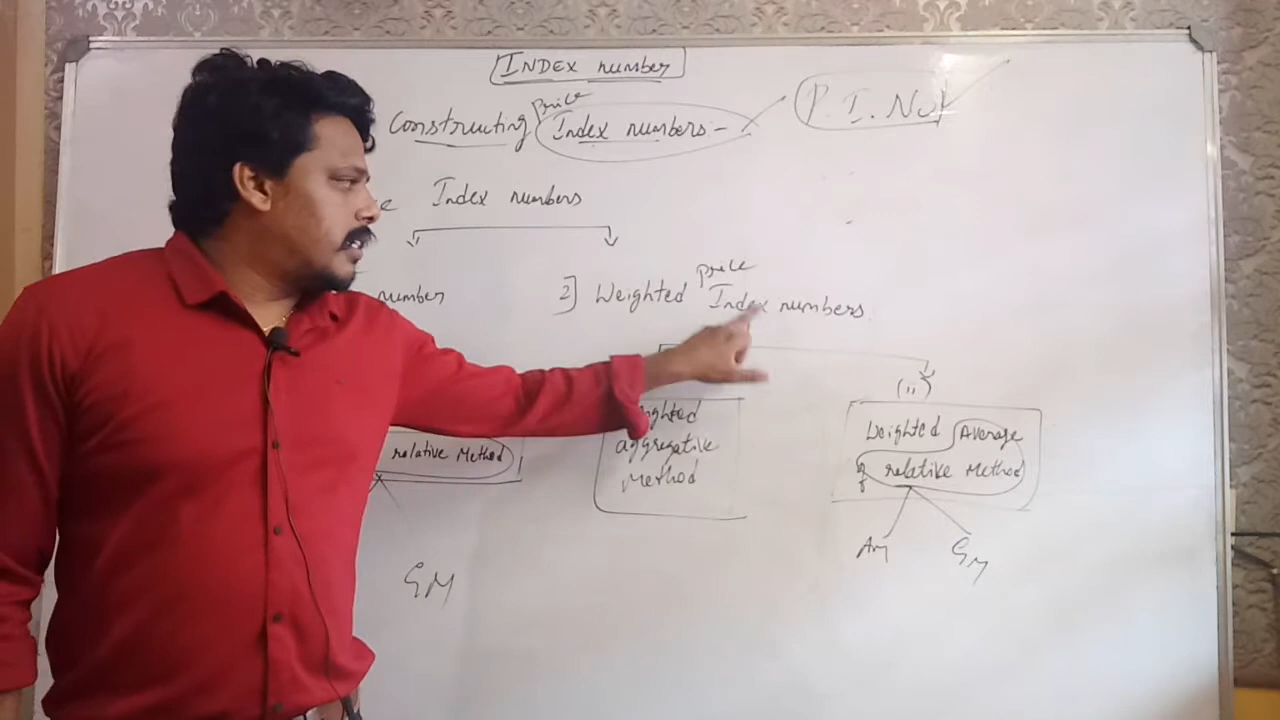 INDEX number
Constructing price Index numbers -
P. I. No
Index numbers
number
2] Weighted price Index numbers
(ii)
relative Method
aggregative
Method
Weighted Average
of relative Method
AM GM
GM